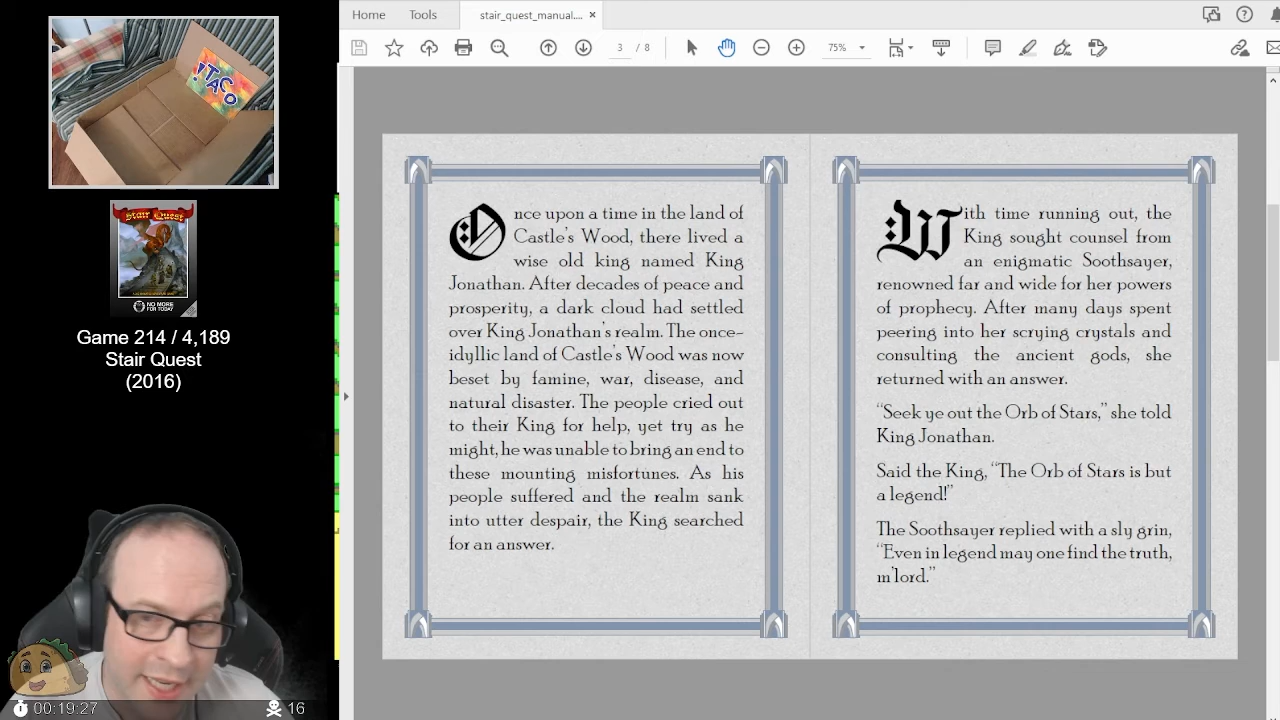 Home
Tools
stair_quest_manual....
3 / 8
75%
!TACO
Stair Quest
NO MORE
FOR TODAY
Game 214 / 4,189
Stair Quest
(2016)
00:19:27
16
Once upon a time in the land of
Castle's Wood, there lived a
wise old king named King
Jonathan. After decades of peace and
prosperity, a dark cloud had settled
over King Jonathan's realm. The once-
idyllic land of Castle's Wood was now
beset by famine, war, disease, and
natural disaster. The people cried out
to their King for help, yet try as he
might, he was unable to bring an end to
these mounting misfortunes. As his
people suffered and the realm sank
into utter despair, the King searched
for an answer.
With time running out, the
King sought counsel from
an enigmatic Soothsayer,
renowned far and wide for her powers
of prophecy. After many days spent
peering into her scrying crystals and
consulting the ancient gods, she
returned with an answer.
“Seek ye out the Orb of Stars,” she told
King Jonathan.
Said the King, “The Orb of Stars is but
a legend!”
The Soothsayer replied with a sly grin,
“Even in legend may one find the truth,
m'lord.”